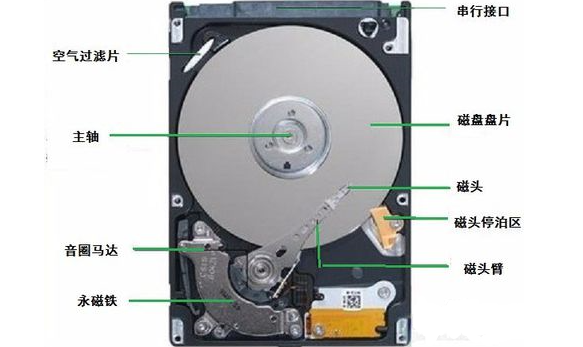 串行接口
空气过滤片
磁盘盘片
主轴
磁头
磁头停泊区
音圈马达
磁头臂
永磁铁